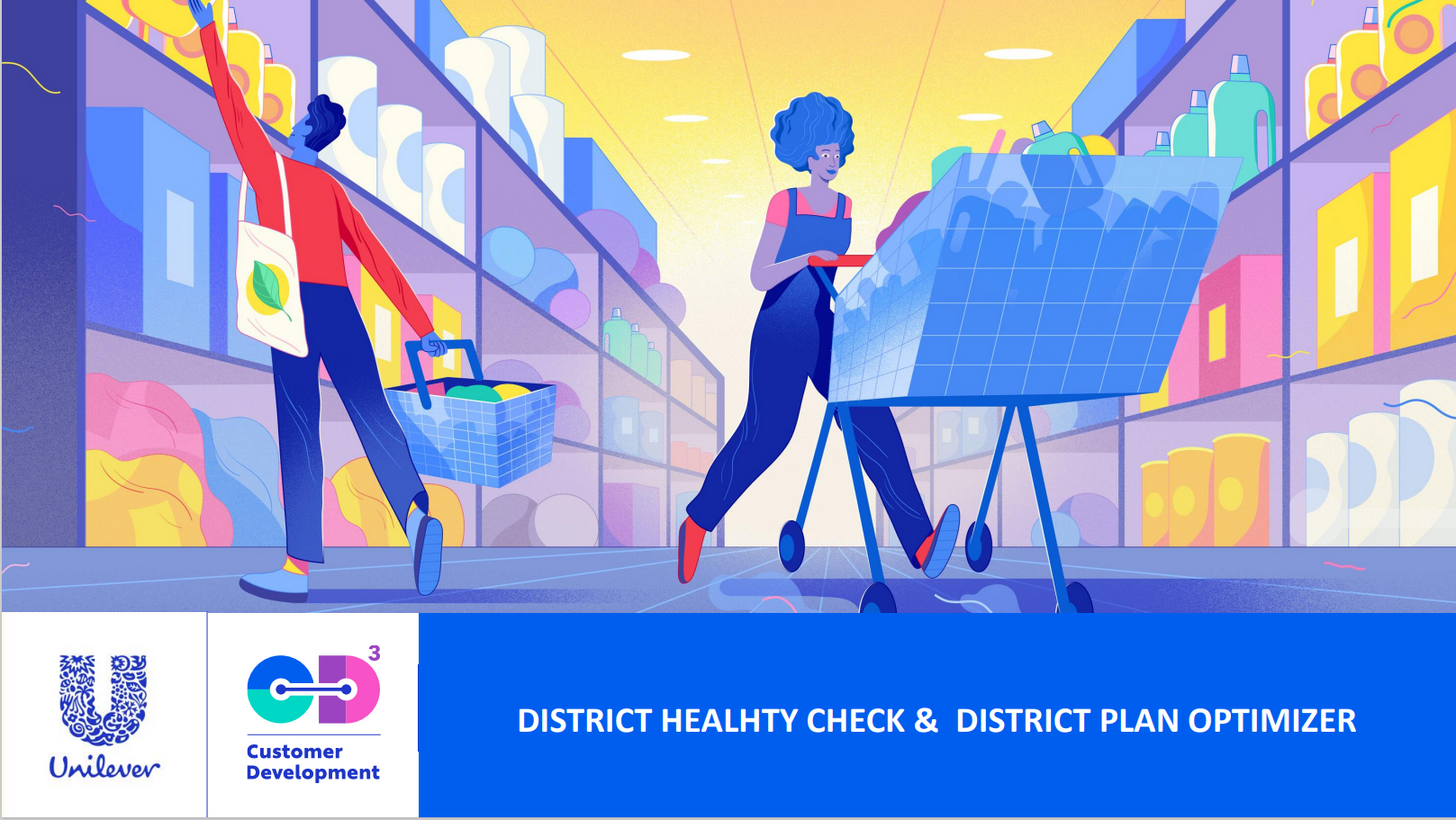 Unilever
3
Customer
Development
DISTRICT HEALHTY CHECK & DISTRICT PLAN OPTIMIZER